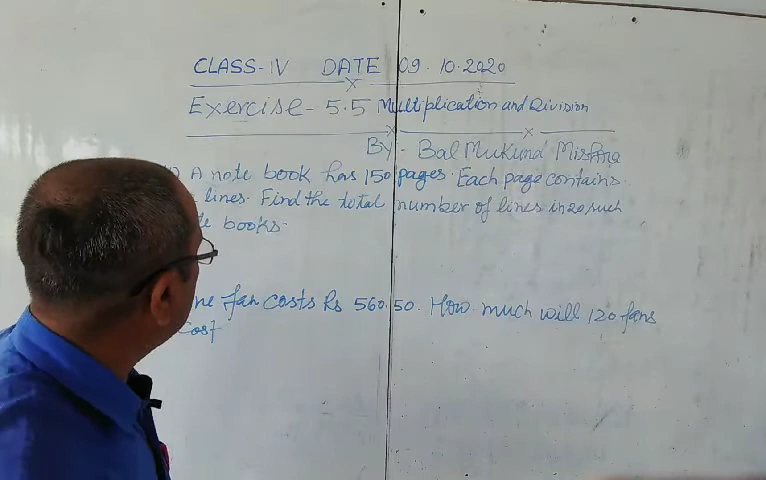 CLASS-IV DATE 09.10.2020
Exercise-5.5 Multiplication and Division
By-Bal Mukund Mishra
A note book has 150 pages. Each page contains
lines. Find the total number of lines in 20 such
books.
fan costs Rs 560.50. How much will 120 fans
cost